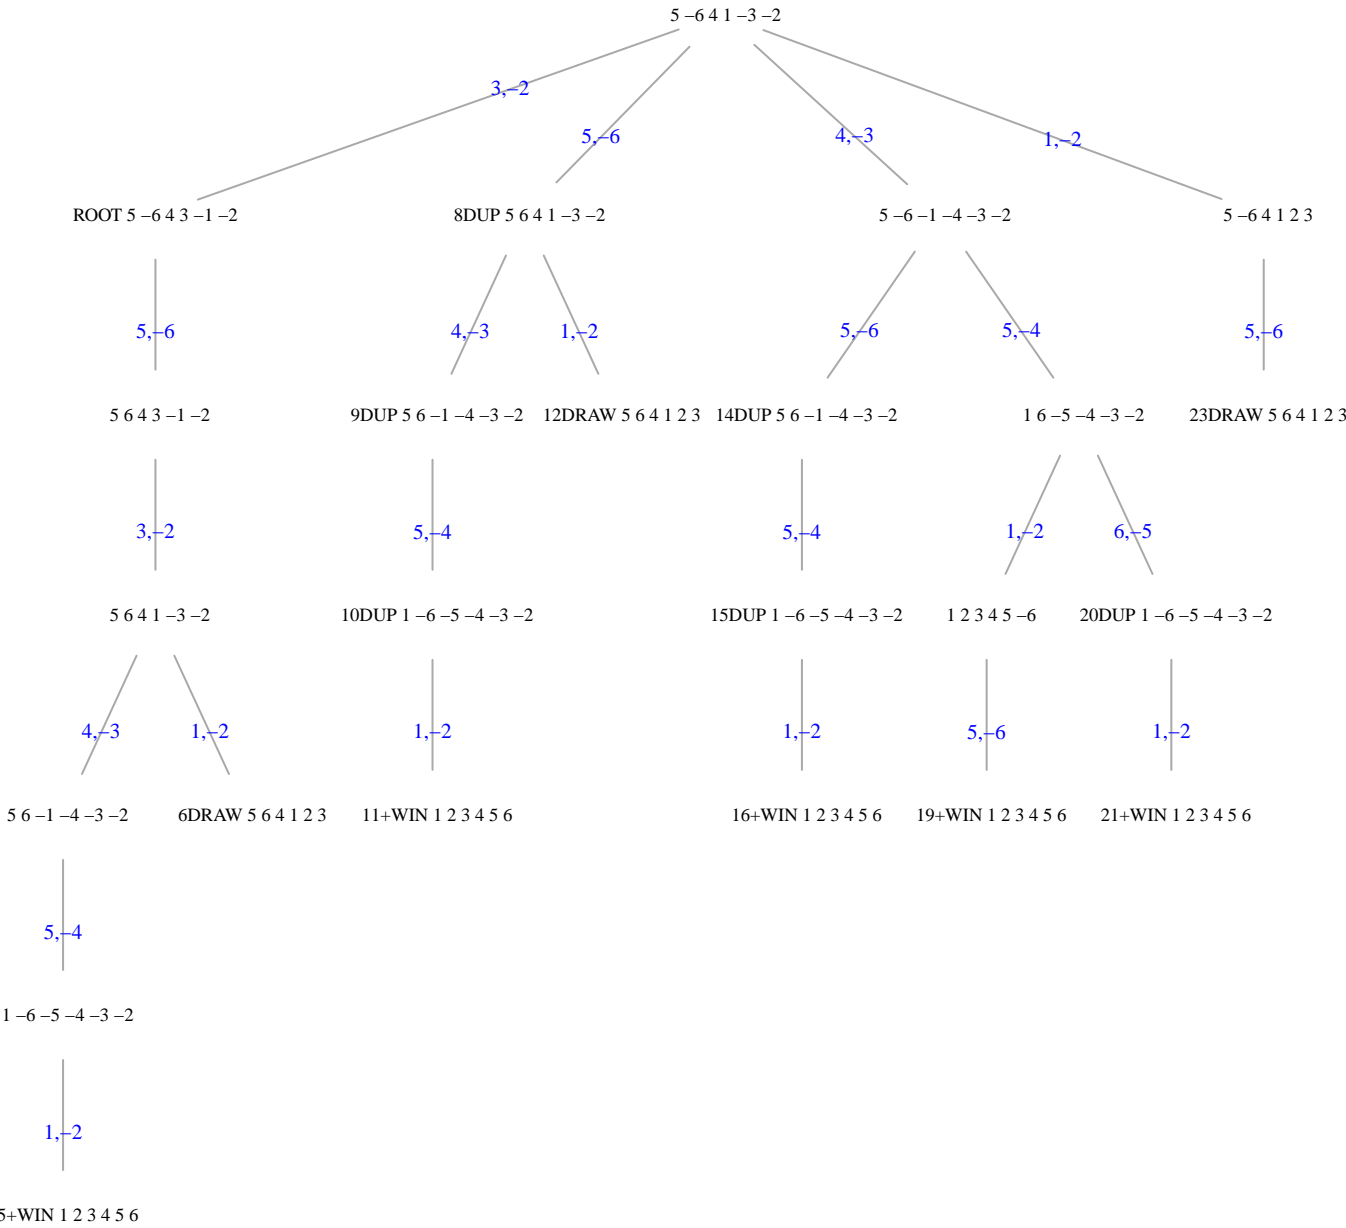 5 –6 4 1 –3 –2
3,–2
5,–6
4,–3
1,–2
ROOT 5 –6 4 3 –1 –2
8DUP 5 6 4 1 –3 –2
5 –6 –1 –4 –3 –2
5 –6 4 1 2 3
5,–6
4,–3
1,–2
5,–6
5,–4
5,–6
5 6 4 3 –1 –2
9DUP 5 6 –1 –4 –3 –2
12DRAW 5 6 4 1 2 3
14DUP 5 6 –1 –4 –3 –2
1 6 –5 –4 –3 –2
23DRAW 5 6 4 1 2 3
3,–2
5,–4
5,–4
1,–2
6,–5
5 6 4 1 –3 –2
10DUP 1 –6 –5 –4 –3 –2
15DUP 1 –6 –5 –4 –3 –2
1 2 3 4 5 –6
20DUP 1 –6 –5 –4 –3 –2
4,–3
1,–2
1,–2
1,–2
5,–6
1,–2
5 6 –1 –4 –3 –2
6DRAW 5 6 4 1 2 3
11+WIN 1 2 3 4 5 6
16+WIN 1 2 3 4 5 6
19+WIN 1 2 3 4 5 6
21+WIN 1 2 3 4 5 6
5,–4
1 –6 –5 –4 –3 –2
1,–2
5+WIN 1 2 3 4 5 6